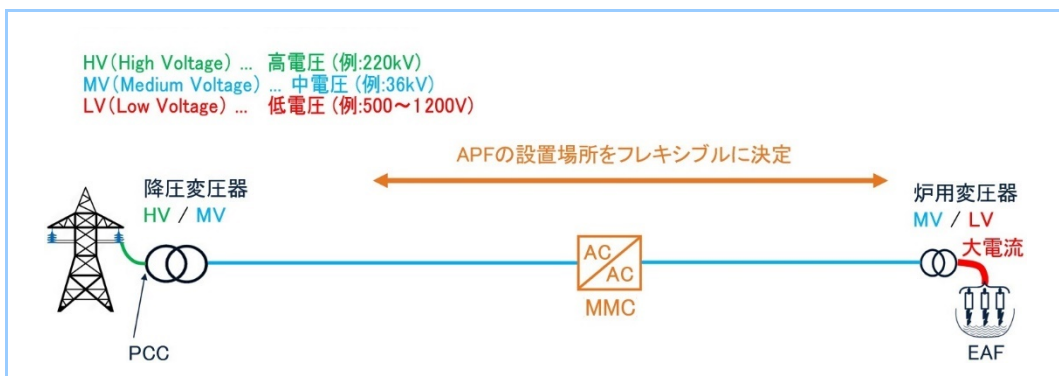 HV(High Voltage) ... 高電圧 (例:220kV)
MV(Medium Voltage) ... 中電圧 (例:36kV)
LV(Low Voltage) ... 低電圧 (例:500～1200V)
APFの設置場所をフレキシブルに決定
降圧変圧器
HV / MV
炉用変圧器
MV / LV
大電流
AC
AC
MMC
PCC
EAF